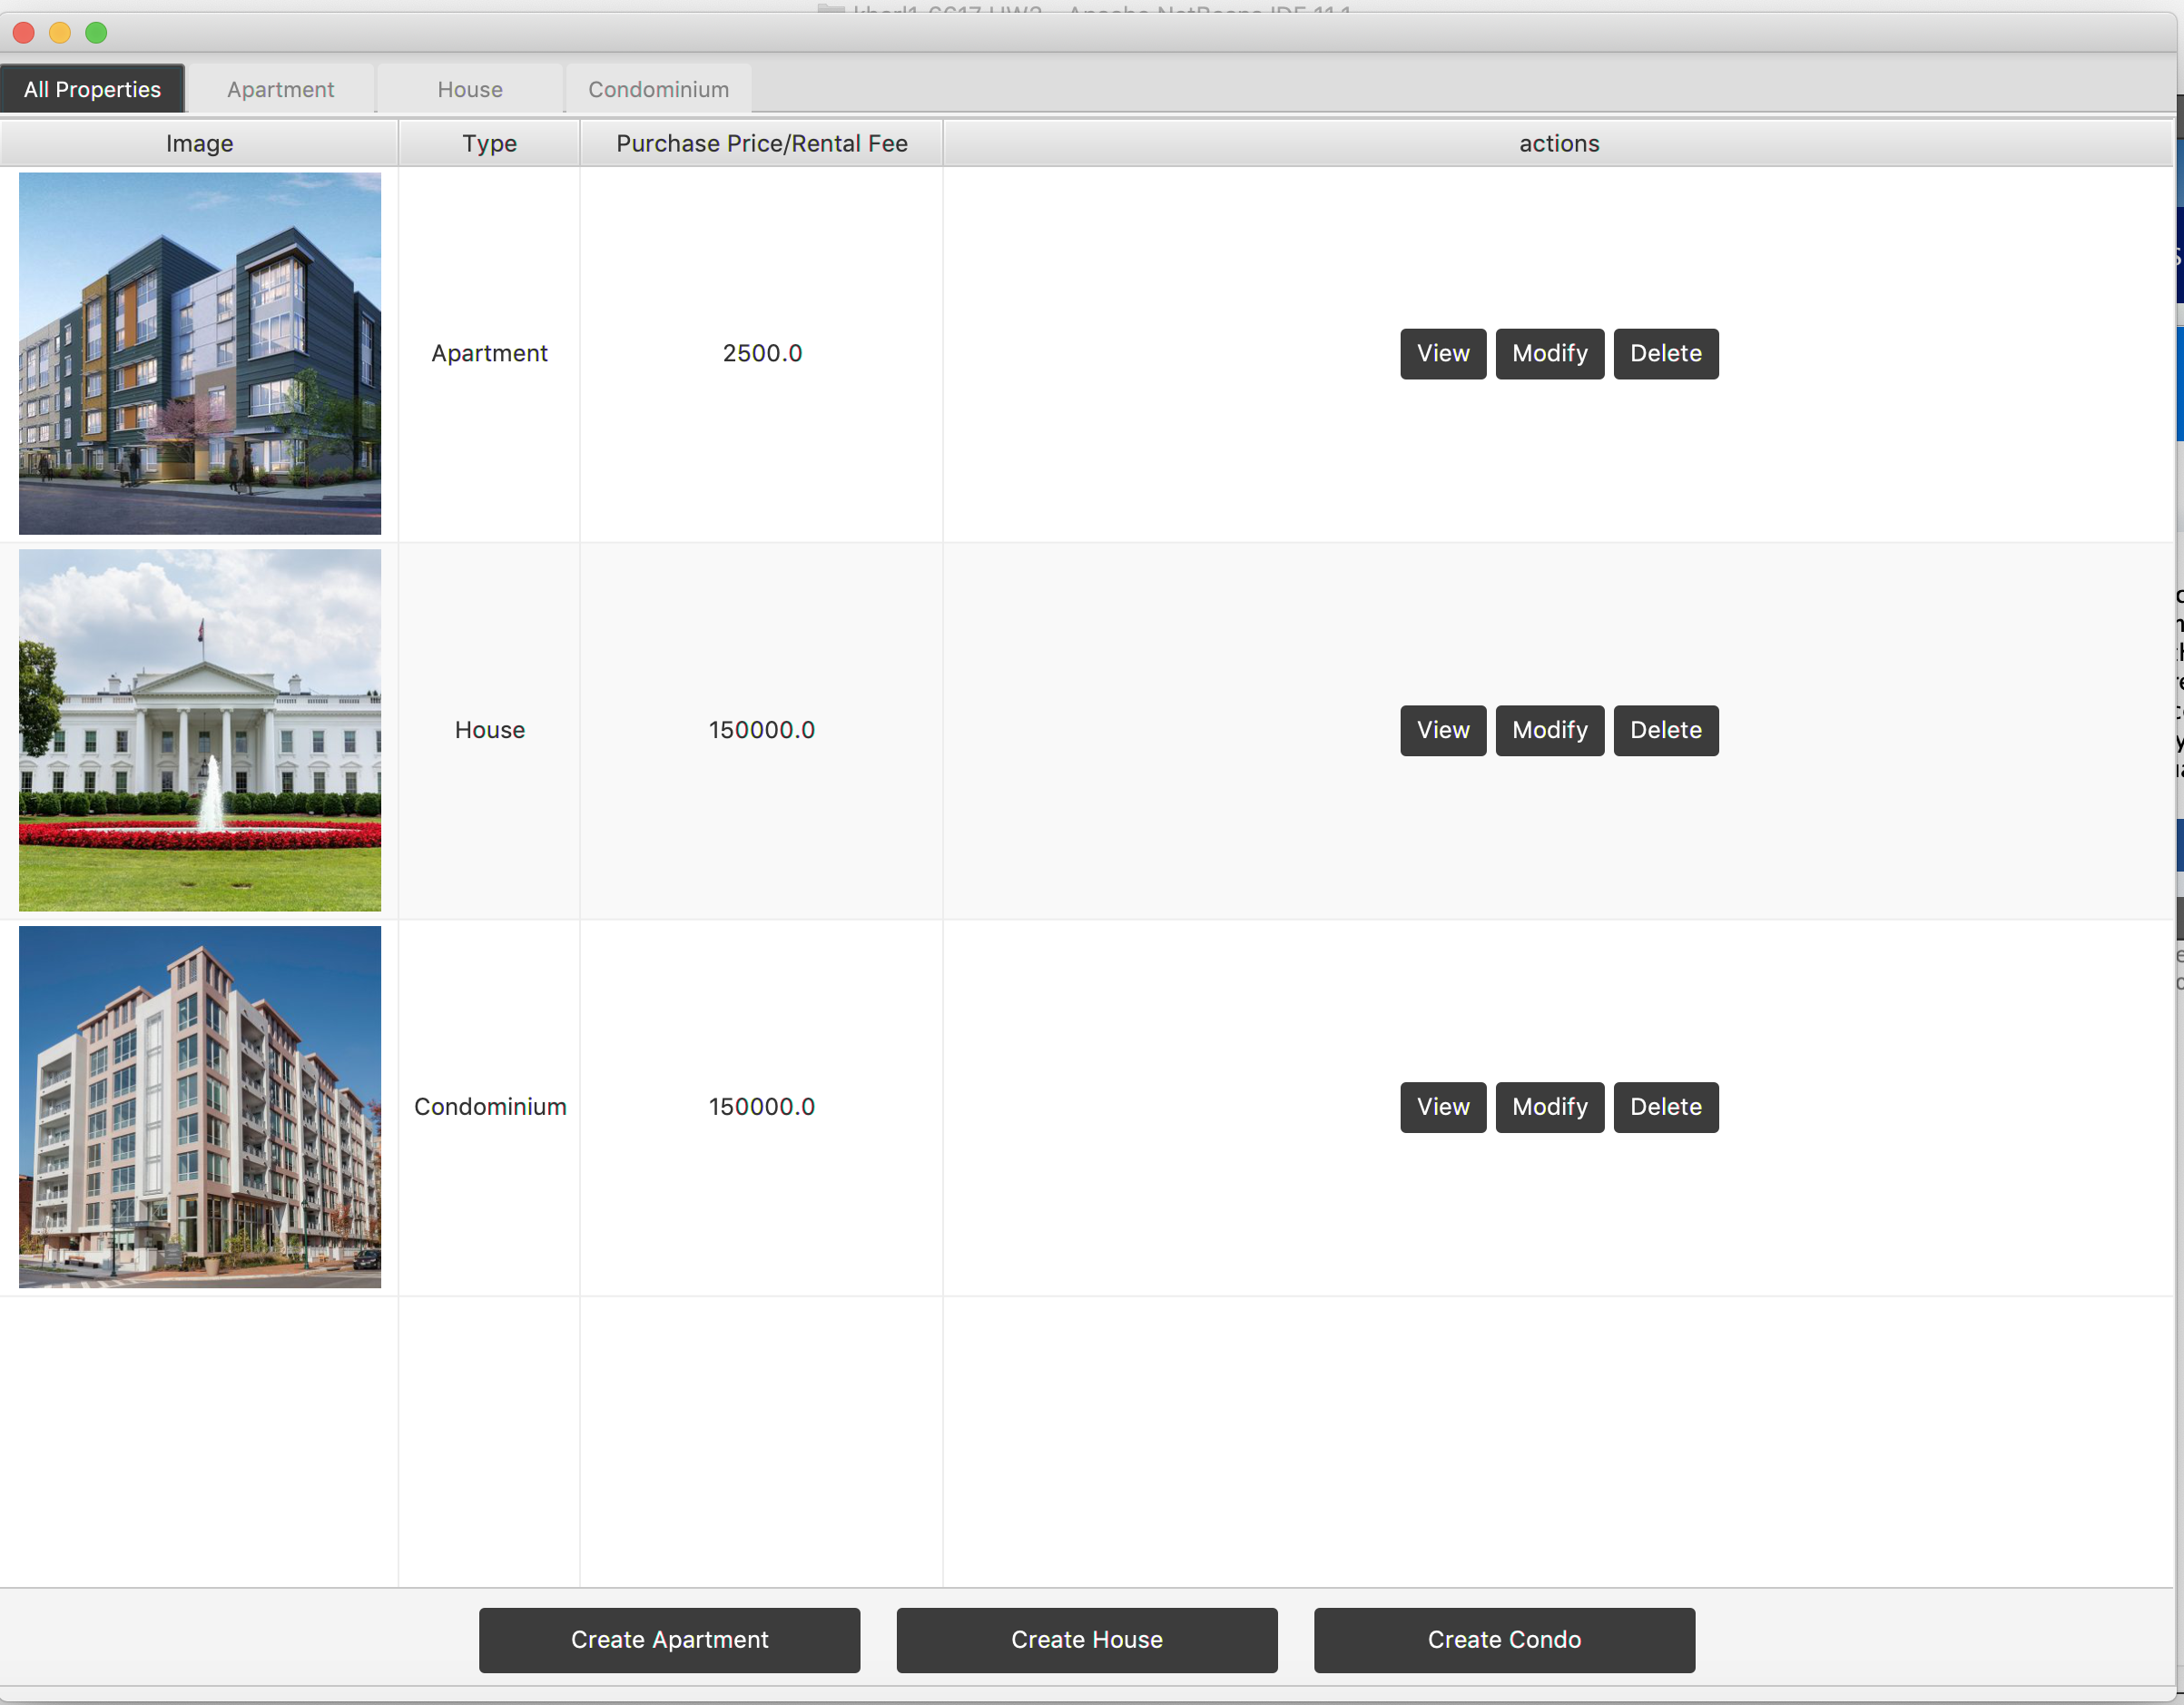 All Properties Apartment House Condominium
Image Type Purchase Price/Rental Fee actions
Apartment 2500.0 View Modify Delete
House 150000.0 View Modify Delete
Condominium 150000.0 View Modify Delete
Create Apartment Create House Create Condo